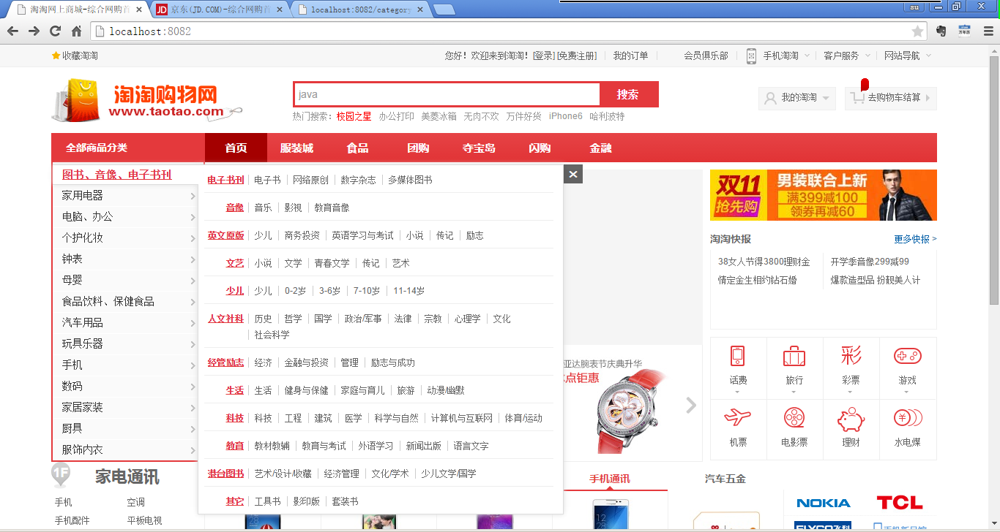 淘淘网上商城-综合网购首
京东(JD.COM)-综合网购首
localhost:8082/category
su
localhost:8082
收藏淘淘
您好！欢迎来到淘淘！[登录] [免费注册] 我的订单 会员俱乐部 手机淘淘 客户服务 网站导航
淘淘购物网
www.taotao.com
java
搜索
我的淘淘
去购物车结算
热门搜索： 校园之星 办公打印 美菱冰箱 无肉不欢 万件好货 iPhone6 哈利波特
全部商品分类 首页 服装城 食品 团购 夺宝岛 闪购 金融
图书、音像、电子书刊
家用电器
电脑、办公
个护化妆
钟表
母婴
食品饮料、保健食品
汽车用品
玩具乐器
手机
数码
家居家装
厨具
服饰内衣
电子书刊 电子书 网络原创 数字杂志 多媒体图书
音像 音乐 影视 教育音像
英文原版 少儿 商务投资 英语学习与考试 小说 传记 励志
文艺 小说 文学 青春文学 传记 艺术
少儿 少儿 0-2岁 3-6岁 7-10岁 11-14岁
人文社科 历史 哲学 国学 政治/军事 法律 宗教 心理学 文化
社会科学
经管励志 经济 金融与投资 管理 励志与成功
生活 生活 健身与保健 家庭与育儿 旅游 动漫/幽默
科技 科技 工程 建筑 医学 科学与自然 计算机与互联网 体育/运动
教育 教材教辅 教育与考试 外语学习 新闻出版 语言文字
港台图书 艺术/设计/收藏 经济管理 文化/学术 少儿文学/国学
其它 工具书 影印版 套装书
双11
抢先购
男装联合上新
满399减100
领券再减60
淘淘快报
更多快报 >
38女人节得3800理财金
开学季音像299减99
情定金生相约钻石婚
爆款造型品 扮靓美人计
亚达腕表节庆典升华
点钜惠
彩
话费 旅行 彩票 游戏
机票 电影票 理财 水电煤
1F
家电通讯
手机 空调
手机配件 平板电视
手机通讯
汽车五金
12:28
NOKIA
TCL
FLYCO飞科